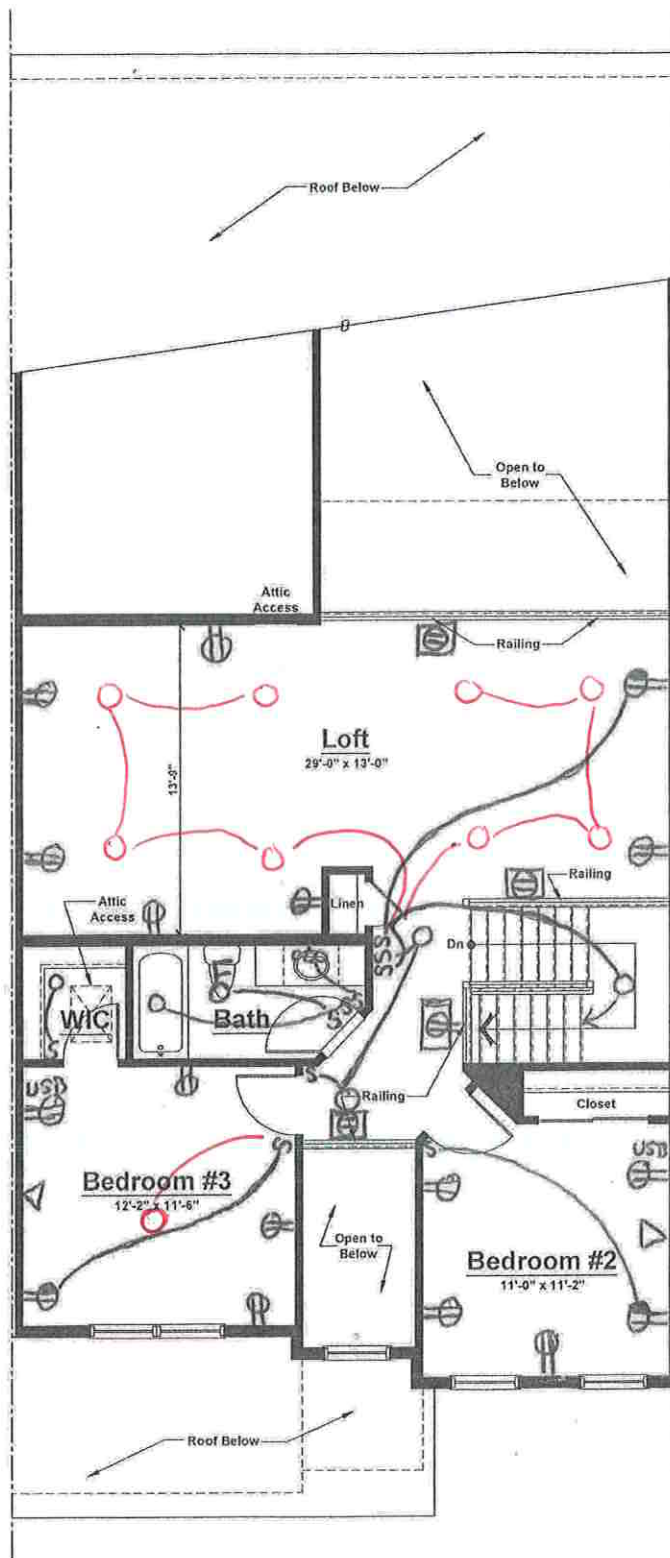 Roof Below
Open to
Below
Attic
Access
Railing
Loft
29'-0" x 13'-0"
13'-0"
Railing
Attic
Access
Linen
SSS
Dn
WIC
Bath
S
S
S
S
S
USB
Railing
Closet
S
S
USB
Bedroom #3
12'-2" x 11'-6"
Open to
Below
Bedroom #2
11'-0" x 11'-2"
Roof Below